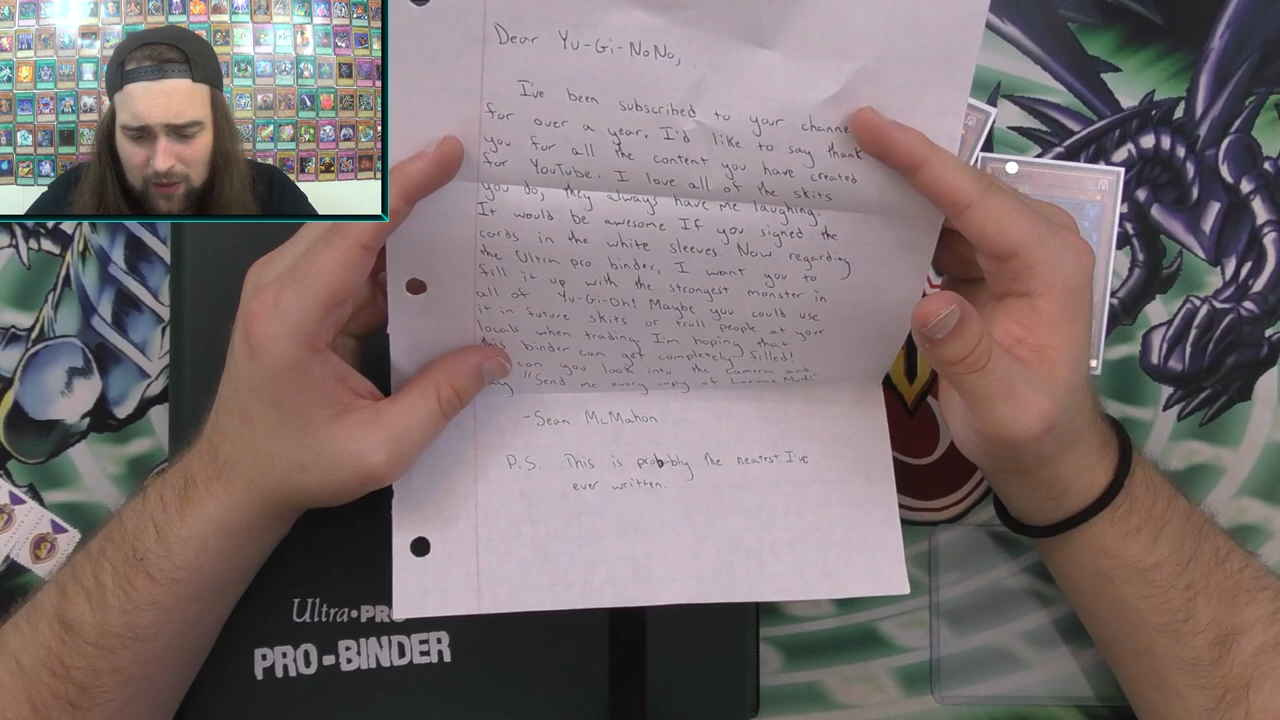 Dear Yu-Gi-NoNo,
I've been subscribed to your channe
for over a year. I'd like to say thank
you for all the content you have created
for YouTube. I love all of the skits
you do, they always have me laughing.
It would be awesome If you signed the
cards in the white sleeves. Now regarding
the Ultra pro binder, I want you to
fill it up with the strongest monster in
all of Yu-Gi-Oh! Maybe you could use
it in future skits or troll people at your
locals when trading. I'm hoping that
this binder can get completely filled!
can you look into the camera and
"Send me every copy of Larvae Moth"
-Sean McMahon
P.S. This is probably the neatest I've
ever written.
Ultra•PRO
PRO-BINDER